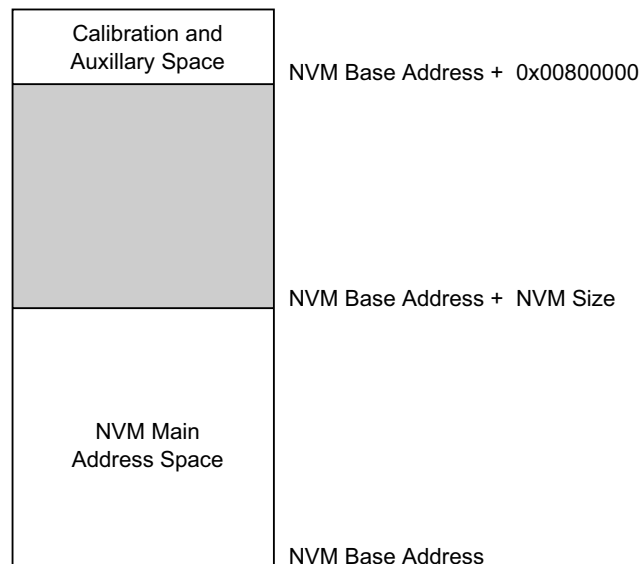 Calibration and
Auxillary Space
NVM Base Address + 0x00800000
NVM Base Address + NVM Size
NVM Main
Address Space
NVM Base Address